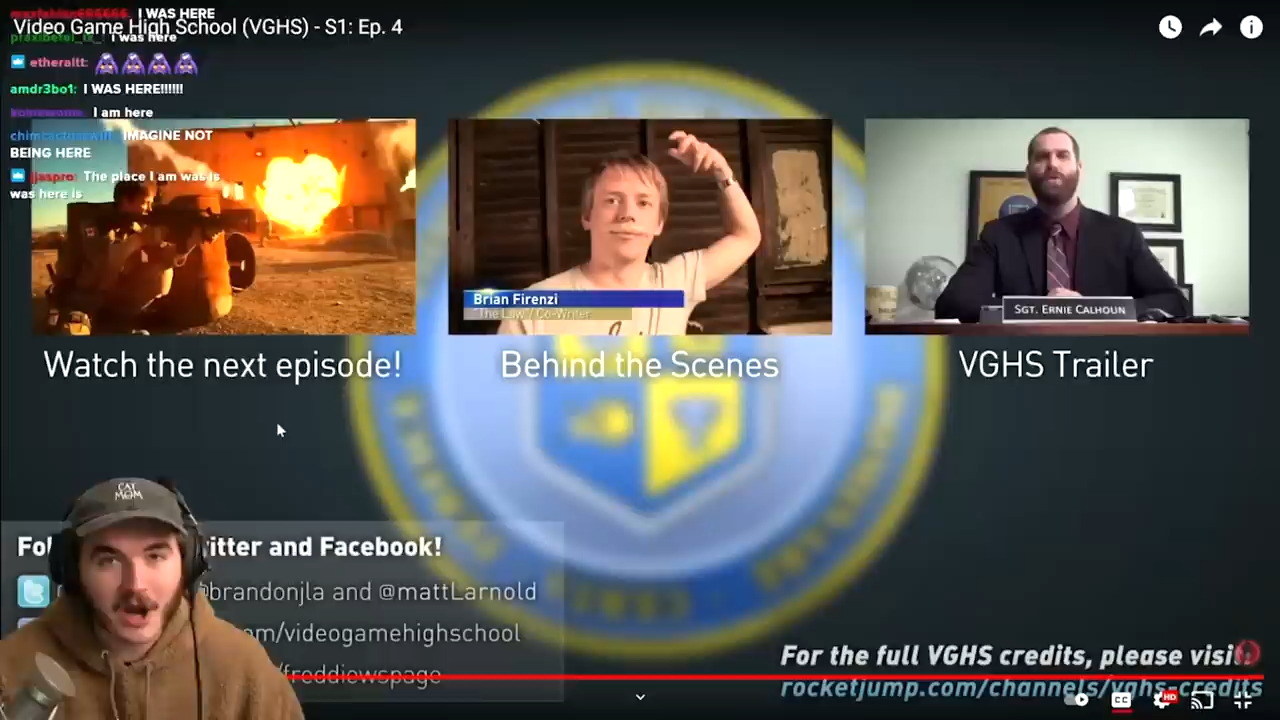 I WAS HERE
Video Game High School (VGHS) - S1: Ep. 4
I was here
etheraltt:
amdr3bo1: I WAS HERE!!!!!!
I am here
IMAGINE NOT
BEING HERE
jaspro: The place I am was is
was here is
Brian Firenzi
"The Law"/ Co-Writer
SGT. ERNIE CALHOUN
Watch the next episode!
Behind the Scenes
VGHS Trailer
CAT
MOM
itter and Facebook!
@brandonjla and @mattLarnold
om/videogamehighschool
/freddiewspage
For the full VGHS credits, please visit
rocketjump.com/channels/vghs-credits
CC
HD